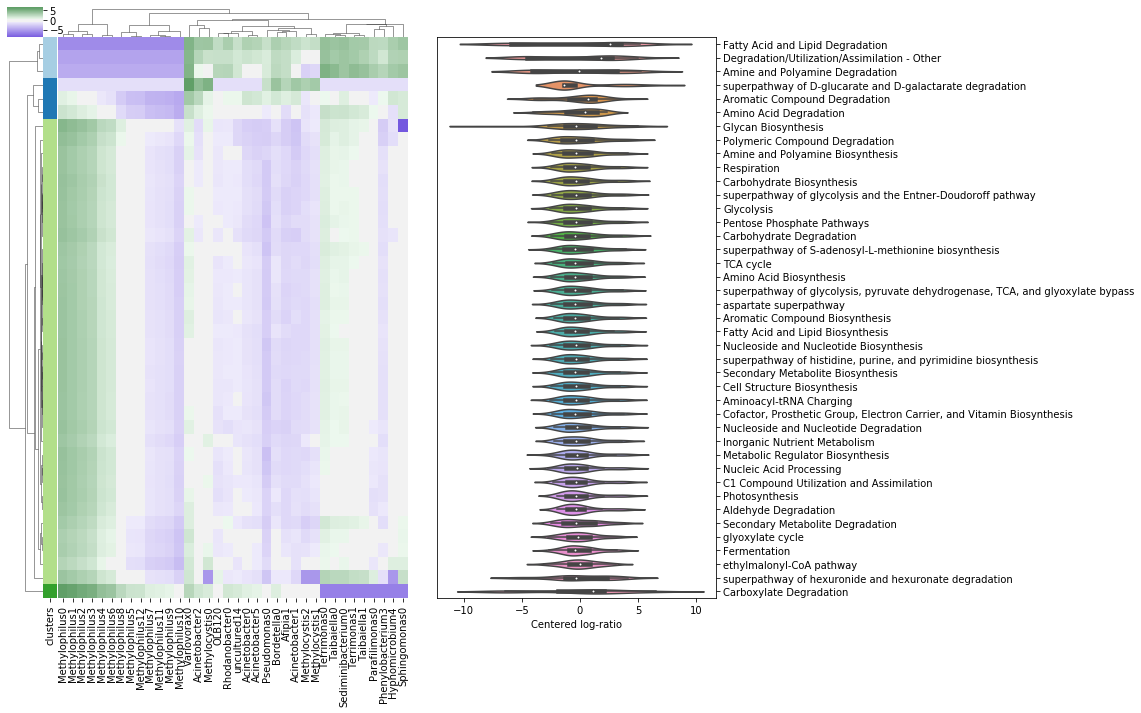 5
0
−5
Fatty Acid and Lipid Degradation
Degradation/Utilization/Assimilation - Other
Amine and Polyamine Degradation
superpathway of D-glucarate and D-galactarate degradation
Aromatic Compound Degradation
Amino Acid Degradation
Glycan Biosynthesis
Polymeric Compound Degradation
Amine and Polyamine Biosynthesis
Respiration
Carbohydrate Biosynthesis
superpathway of glycolysis and the Entner-Doudoroff pathway
Glycolysis
Pentose Phosphate Pathways
Carbohydrate Degradation
superpathway of S-adenosyl-L-methionine biosynthesis
TCA cycle
Amino Acid Biosynthesis
superpathway of glycolysis, pyruvate dehydrogenase, TCA, and glyoxylate bypass
aspartate superpathway
Aromatic Compound Biosynthesis
Fatty Acid and Lipid Biosynthesis
Nucleoside and Nucleotide Biosynthesis
superpathway of histidine, purine, and pyrimidine biosynthesis
Secondary Metabolite Biosynthesis
Cell Structure Biosynthesis
Aminoacyl-tRNA Charging
Cofactor, Prosthetic Group, Electron Carrier, and Vitamin Biosynthesis
Nucleoside and Nucleotide Degradation
Inorganic Nutrient Metabolism
Metabolic Regulator Biosynthesis
Nucleic Acid Processing
C1 Compound Utilization and Assimilation
Photosynthesis
Aldehyde Degradation
Secondary Metabolite Degradation
glyoxylate cycle
Fermentation
ethylmalonyl-CoA pathway
superpathway of hexuronide and hexuronate degradation
Carboxylate Degradation
clusters
Methylophilus0
Methylophilus1
Methylophilus2
Methylophilus3
Methylophilus4
Methylophilus6
Methylophilus8
Methylophilus5
Methylophilus12
Methylophilus7
Methylophilus11
Methylophilus9
Methylophilus10
Variovorax0
Acinetobacter2
Methylocystis0
OLB120
Rhodanobacter0
uncultured14
Acinetobacter0
Acinetobacter5
Pseudomonas0
Bordetella0
Afipia1
Acinetobacter1
Methylocystis2
Methylocystis1
Terrimonas0
Taibaiella0
Sediminibacterium0
Terrimonas1
Taibaiella1
Parafilimonas0
Phenylobacterium3
Hyphomicrobium4
Sphingomonas0
−10
−5
0
5
10
Centered log-ratio